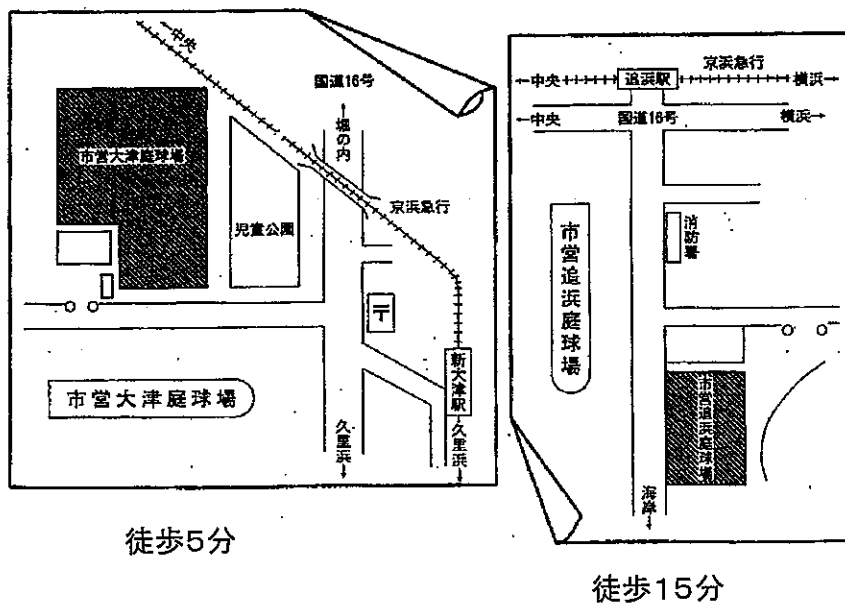 ←中央
国道16号
←堀の内
市営大津庭球場
京浜急行
児童公園
〒
新大津駅
市営大津庭球場
久里浜→
久里浜→
徒歩5分
京浜急行
←中央
追浜駅
横浜→
←中央
国道16号
横浜→
消防署
市営追浜庭球場
市営追浜庭球場
海岸→
徒歩15分